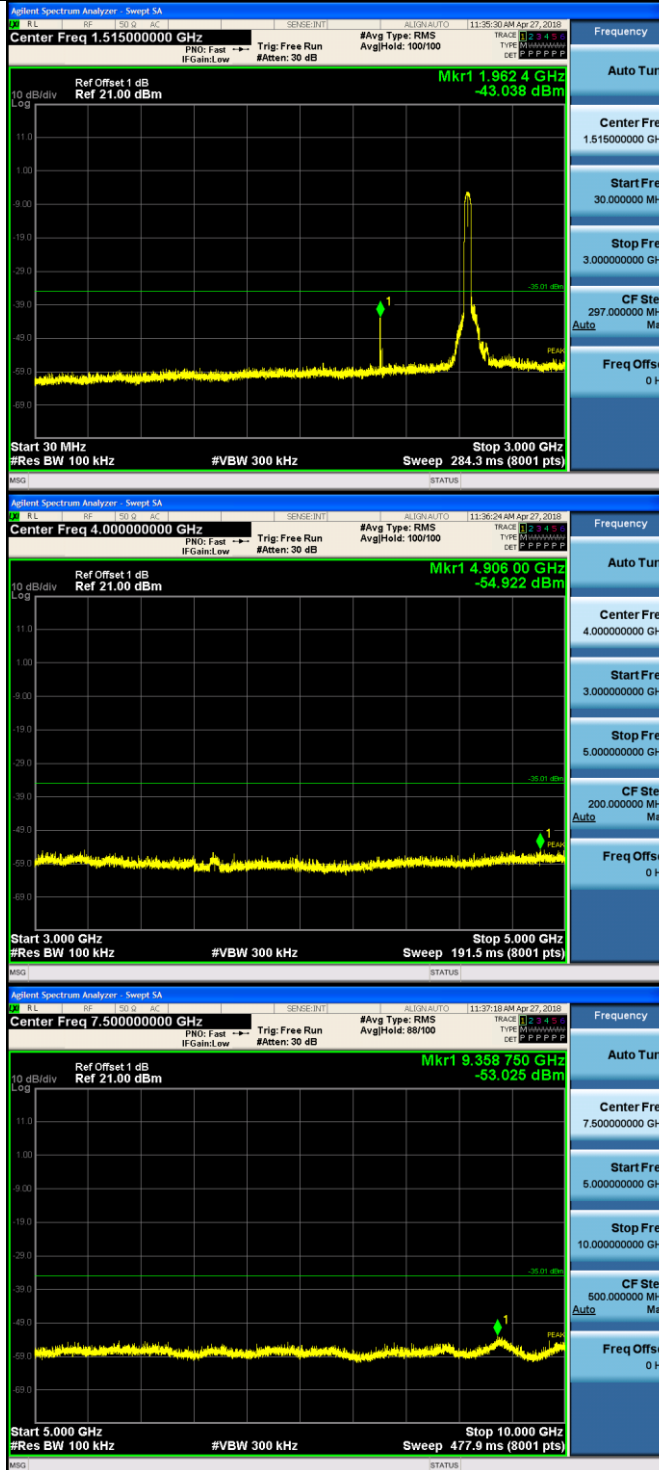 Agilent Spectrum Analyzer - Swept SA
RL RF 50 Ω AC SENSE:INT ALIGNAUTO 11:35:30 AM Apr 27, 2018
Center Freq 1.515000000 GHz
PNO: Fast
IFGain:Low
Trig: Free Run
#Atten: 30 dB
#Avg Type: RMS
Avg|Hold: 100/100
TRACE 1 2 3 4 5 6
TYPE M
DET P P P P P P
Frequency
Ref Offset 1 dB
10 dB/div Ref 21.00 dBm
Log
Mkr1 1.962 4 GHz
-43.038 dBm
Auto Tun
Center Fre
1.515000000 GH
Start Fre
30.000000 MH
Stop Fre
3.000000000 GH
CF Ste
297.000000 MH
Auto Ma
Freq Offse
0 H
11.0
1.00
-9.00
-19.0
-29.0
-35.01 dBm
-39.0
1
-49.0
PEAK
-59.0
-69.0
Start 30 MHz Stop 3.000 GHz
#Res BW 100 kHz #VBW 300 kHz Sweep 284.3 ms (8001 pts)
MSG STATUS
Agilent Spectrum Analyzer - Swept SA
RL RF 50 Ω AC SENSE:INT ALIGNAUTO 11:36:24 AM Apr 27, 2018
Center Freq 4.000000000 GHz
PNO: Fast
IFGain:Low
Trig: Free Run
#Atten: 30 dB
#Avg Type: RMS
Avg|Hold: 100/100
TRACE 1 2 3 4 5 6
TYPE M
DET P P P P P P
Frequency
Ref Offset 1 dB
10 dB/div Ref 21.00 dBm
Log
Mkr1 4.906 00 GHz
-54.922 dBm
Auto Tun
Center Fre
4.000000000 GH
Start Fre
3.000000000 GH
Stop Fre
5.000000000 GH
CF Ste
200.000000 MH
Auto Ma
Freq Offse
0 H
11.0
1.00
-9.00
-19.0
-29.0
-35.01 dBm
-39.0
-49.0
1
PEAK
-59.0
-69.0
Start 3.000 GHz Stop 5.000 GHz
#Res BW 100 kHz #VBW 300 kHz Sweep 191.5 ms (8001 pts)
MSG STATUS
Agilent Spectrum Analyzer - Swept SA
RL RF 50 Ω AC SENSE:INT ALIGNAUTO 11:37:18 AM Apr 27, 2018
Center Freq 7.500000000 GHz
PNO: Fast
IFGain:Low
Trig: Free Run
#Atten: 30 dB
#Avg Type: RMS
Avg|Hold: 88/100
TRACE 1 2 3 4 5 6
TYPE M
DET P P P P P P
Frequency
Ref Offset 1 dB
10 dB/div Ref 21.00 dBm
Log
Mkr1 9.358 750 GHz
-53.025 dBm
Auto Tun
Center Fre
7.500000000 GH
Start Fre
5.000000000 GH
Stop Fre
10.000000000 GH
CF Ste
500.000000 MH
Auto Ma
Freq Offse
0 H
11.0
1.00
-9.00
-19.0
-29.0
-35.01 dBm
-39.0
-49.0
1
PEAK
-59.0
-69.0
Start 5.000 GHz Stop 10.000 GHz
#Res BW 100 kHz #VBW 300 kHz Sweep 477.9 ms (8001 pts)
MSG STATUS